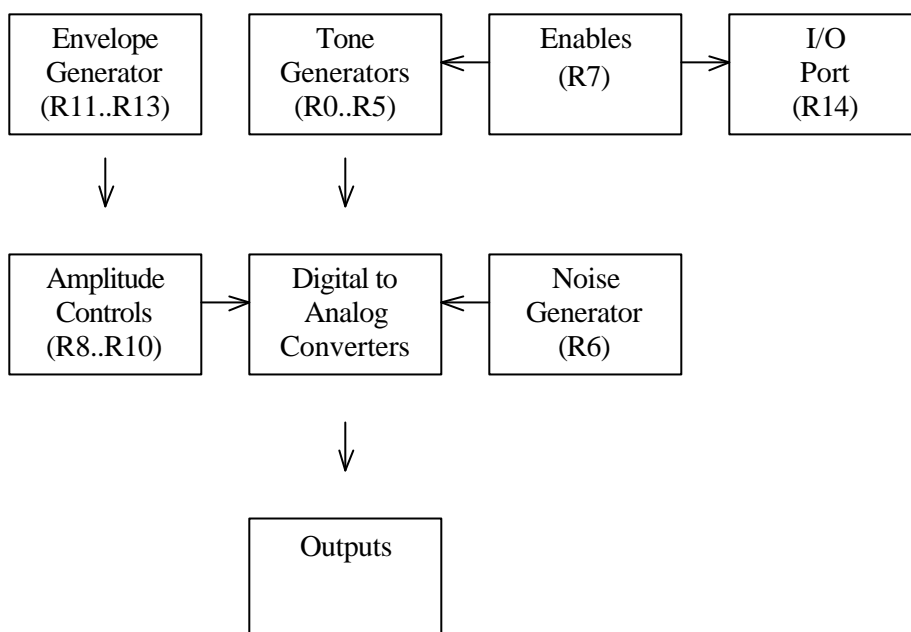 Envelope
Generator
(R11..R13)
Tone
Generators
(R0..R5)
Enables
(R7)
I/O
Port
(R14)
Amplitude
Controls
(R8..R10)
Digital to
Analog
Converters
Noise
Generator
(R6)
Outputs